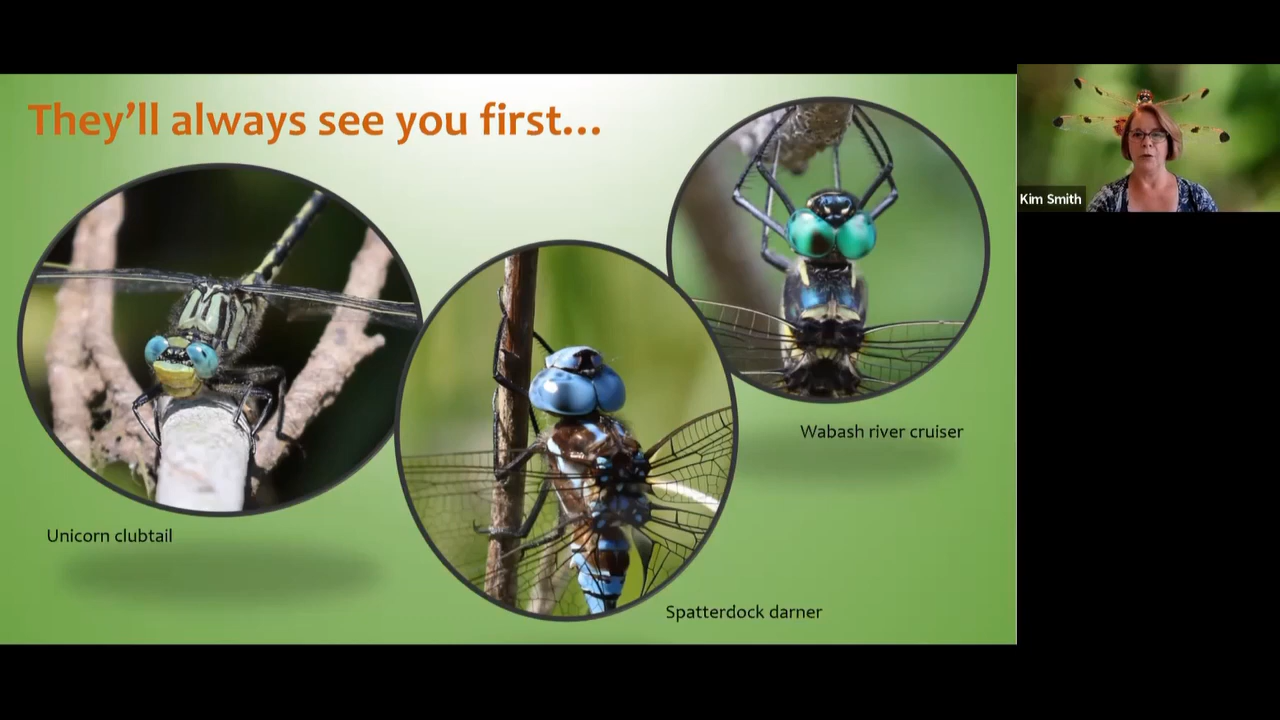 They'll always see you first...
Kim Smith
Wabash river cruiser
Unicorn clubtail
Spatterdock darner